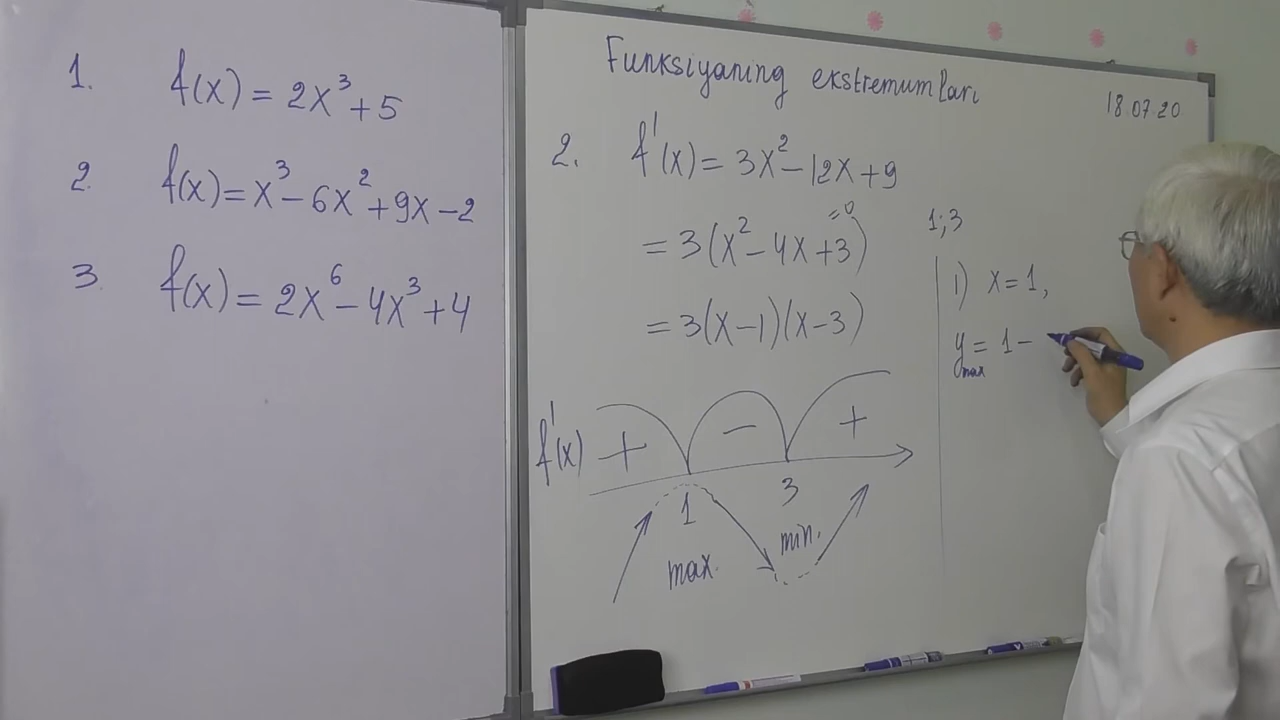 1. f(x) = 2x³ + 5
2. f(x) = x³ - 6x² + 9x - 2
3. f(x) = 2x⁶ - 4x³ + 4
Funksiyaning ekstremumlari
18.07.20
2. f'(x) = 3x² - 12x + 9
= 0
= 3(x² - 4x + 3)
= 3(x - 1)(x - 3)
1;3
1) x = 1,
y max = 1 -
f'(x) + - +
1 3
max. min.